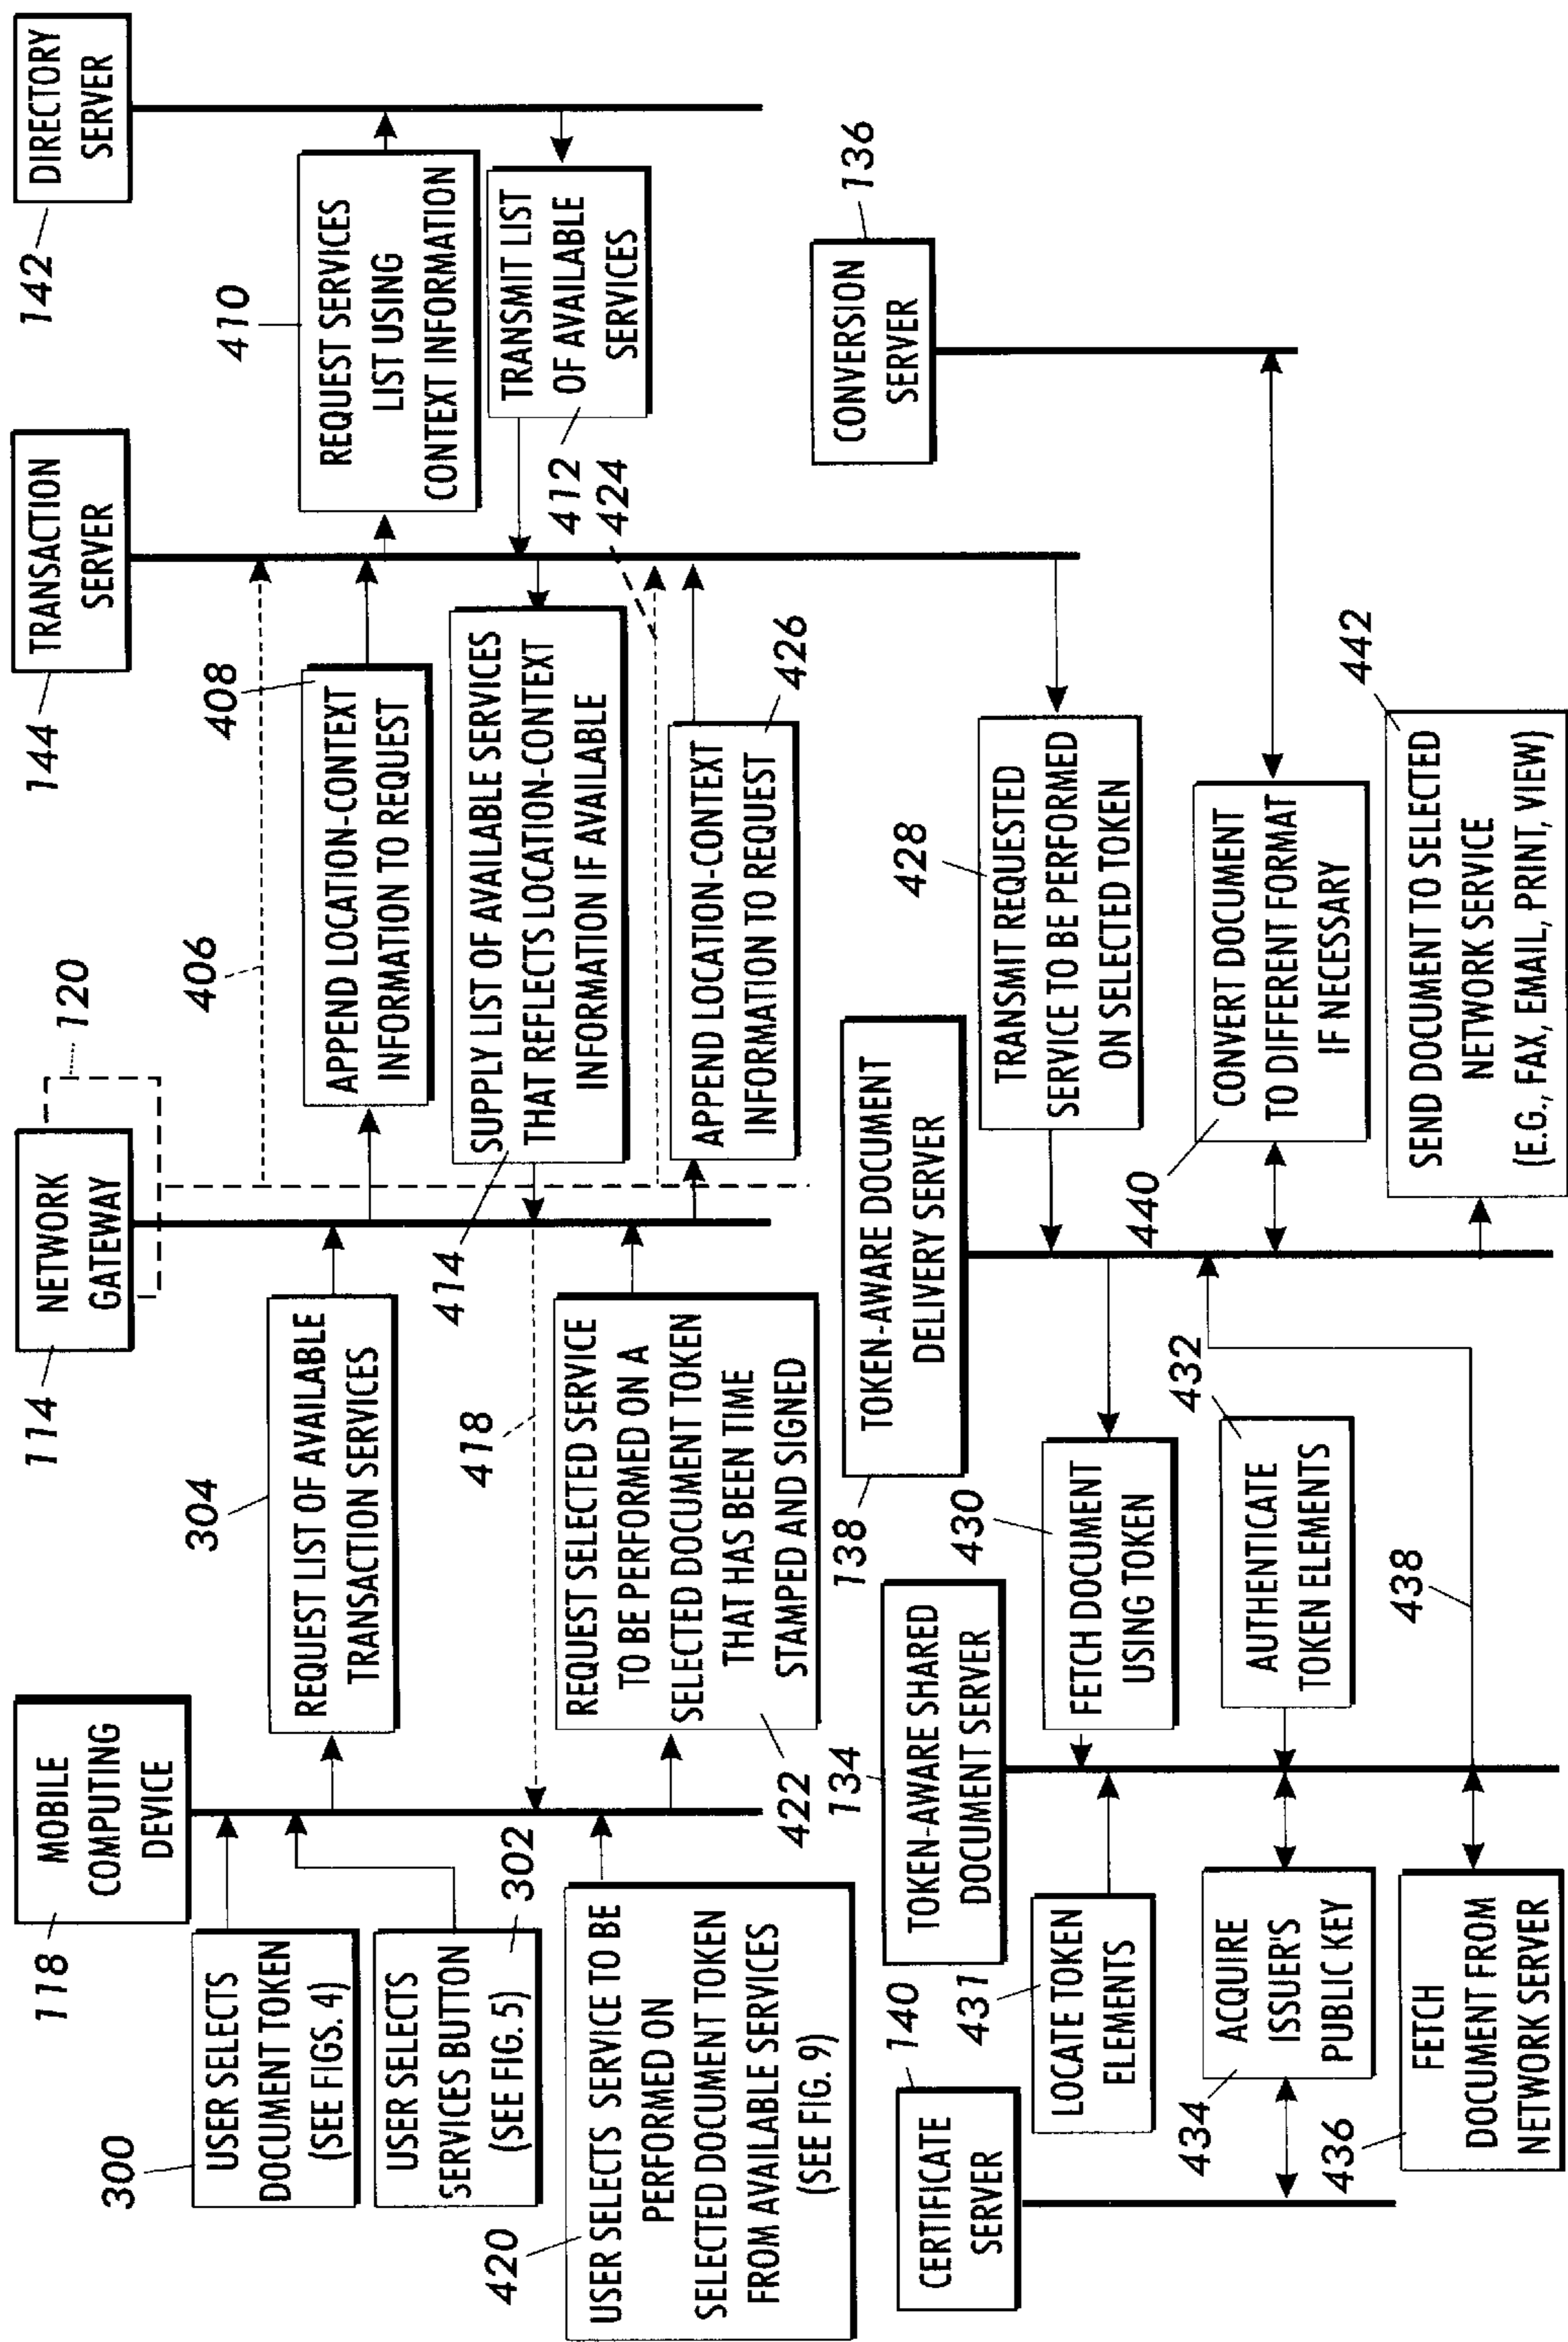 118
MOBILE
COMPUTING
DEVICE
114
NETWORK
GATEWAY
120
144
TRANSACTION
SERVER
142
DIRECTORY
SERVER
300
USER SELECTS
DOCUMENT TOKEN
(SEE FIGS. 4)
USER SELECTS
SERVICES BUTTON
(SEE FIG. 5)
302
304
REQUEST LIST OF AVAILABLE
TRANSACTION SERVICES
406
408
APPEND LOCATION-CONTEXT
INFORMATION TO REQUEST
410
REQUEST SERVICES
LIST USING
CONTEXT INFORMATION
TRANSMIT LIST
OF AVAILABLE
SERVICES
412
414
SUPPLY LIST OF AVAILABLE SERVICES
THAT REFLECTS LOCATION-CONTEXT
INFORMATION IF AVAILABLE
418
420
USER SELECTS SERVICE TO BE
PERFORMED ON
SELECTED DOCUMENT TOKEN
FROM AVAILABLE SERVICES
(SEE FIG. 9)
REQUEST SELECTED SERVICE
TO BE PERFORMED ON A
SELECTED DOCUMENT TOKEN
THAT HAS BEEN TIME
STAMPED AND SIGNED
422
424
APPEND LOCATION-CONTEXT
INFORMATION TO REQUEST
426
140
CERTIFICATE
SERVER
134
TOKEN-AWARE SHARED
DOCUMENT SERVER
138
TOKEN-AWARE DOCUMENT
DELIVERY SERVER
CONVERSION
SERVER
136
428
TRANSMIT REQUESTED
SERVICE TO BE PERFORMED
ON SELECTED TOKEN
430
FETCH DOCUMENT
USING TOKEN
431
LOCATE TOKEN
ELEMENTS
432
AUTHENTICATE
TOKEN ELEMENTS
434
ACQUIRE
ISSUER'S
PUBLIC KEY
436
FETCH
DOCUMENT FROM
NETWORK SERVER
438
440
CONVERT DOCUMENT
TO DIFFERENT FORMAT
IF NECESSARY
442
SEND DOCUMENT TO SELECTED
NETWORK SERVICE
(E.G., FAX, EMAIL, PRINT, VIEW)